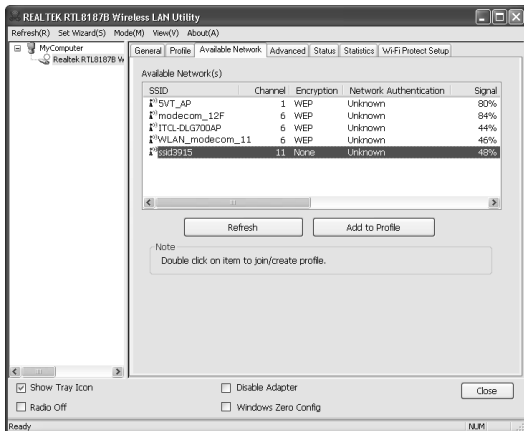 REALTEK RTL8187B Wireless LAN Utility
Refresh(R) Set Wizard(S) Mode(M) View(V) About(A)
MyComputer
Realtek RTL8187B W
General Profile Available Network Advanced Status Statistics Wi-Fi Protect Setup
Available Network(s)
SSID Channel Encryption Network Authentication Signal
5VT_AP 1 WEP Unknown 80%
modecom_12F 6 WEP Unknown 84%
ITCL-DLG700AP 6 WEP Unknown 44%
WLAN_modecom_11 6 WEP Unknown 46%
ssid3915 11 None Unknown 48%
Refresh Add to Profile
Note
Double click on item to join/create profile.
Show Tray Icon Disable Adapter
Radio Off Windows Zero Config
Close
Ready NUM